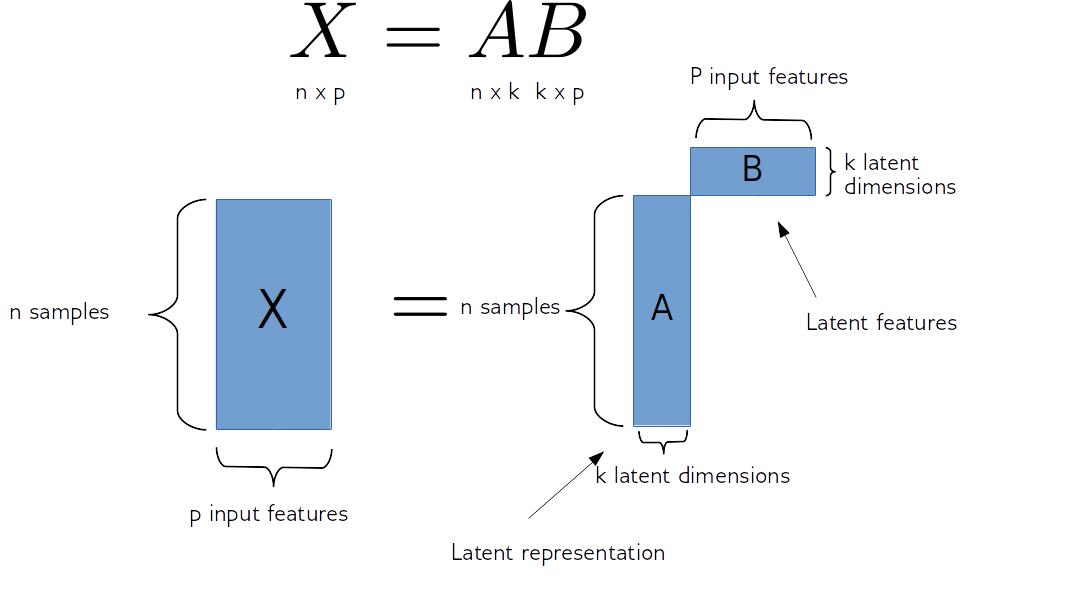 X = AB
n x p
n x k k x p
P input features
B
k latent
dimensions
n samples
X
=
n samples
A
Latent features
k latent dimensions
p input features
Latent representation